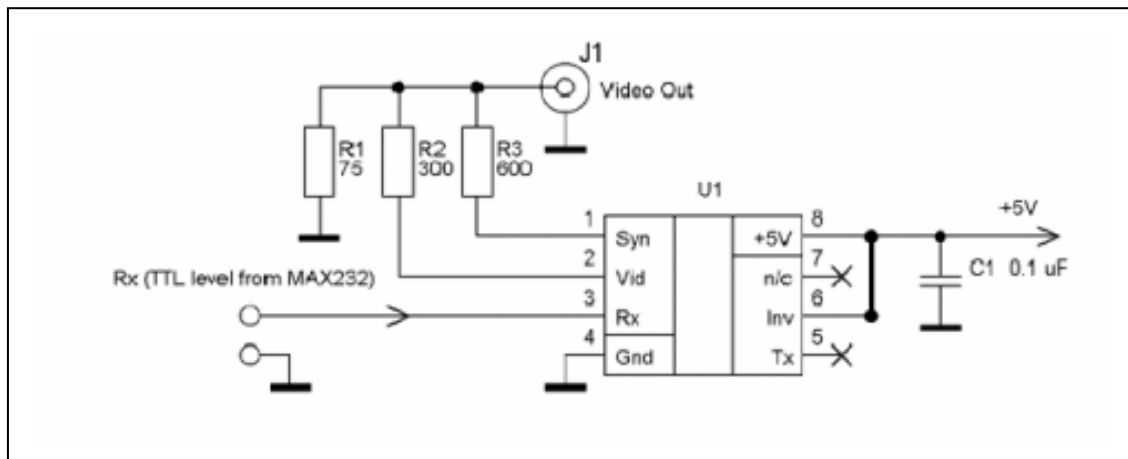 J1
Video Out
R1
75
R2
300
R3
600
U1
1
Syn
2
Vid
3
Rx
4
Gnd
8
+5V
7
n/c
6
Inv
5
Tx
+5V
C1 0.1 uF
Rx (TTL level from MAX232)